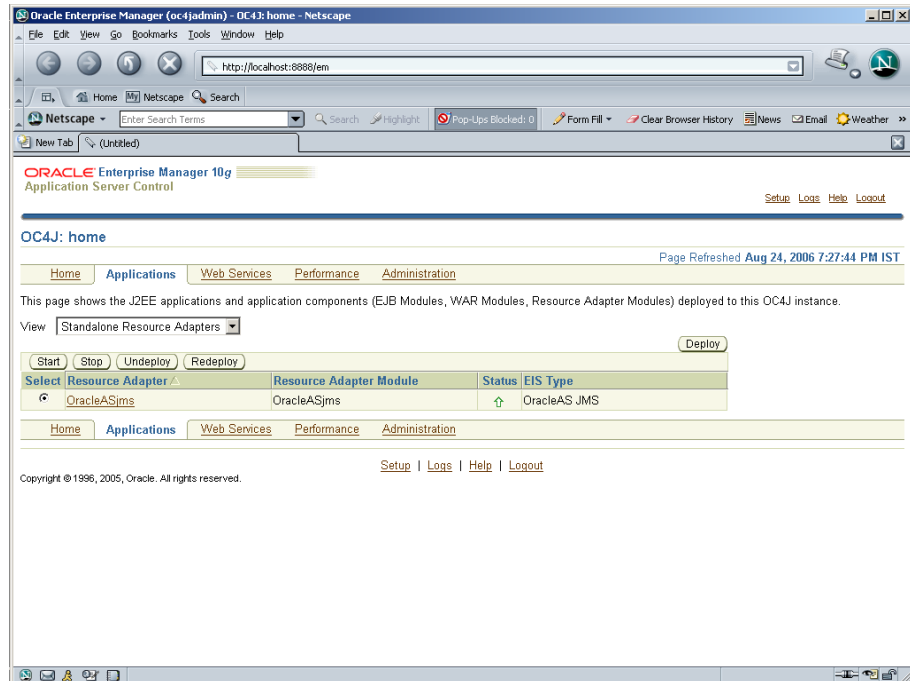 Oracle Enterprise Manager (oc4jadmin) - OC4J: home - Netscape
File Edit View Go Bookmarks Tools Window Help
http://localhost:8888/em
Home My Netscape Search
Netscape Enter Search Terms Search Highlight Pop-Ups Blocked: 0 Form Fill Clear Browser History News Email Weather »
New Tab (Untitled)
ORACLE Enterprise Manager 10g
Application Server Control
Setup Logs Help Logout
OC4J: home
Page Refreshed Aug 24, 2006 7:27:44 PM IST
Home Applications Web Services Performance Administration
This page shows the J2EE applications and application components (EJB Modules, WAR Modules, Resource Adapter Modules) deployed to this OC4J instance.
View Standalone Resource Adapters
Deploy
Start Stop Undeploy Redeploy
Select Resource Adapter Resource Adapter Module Status EIS Type
OracleASjms OracleASjms OracleAS JMS
Home Applications Web Services Performance Administration
Setup | Logs | Help | Logout
Copyright © 1996, 2005, Oracle. All rights reserved.